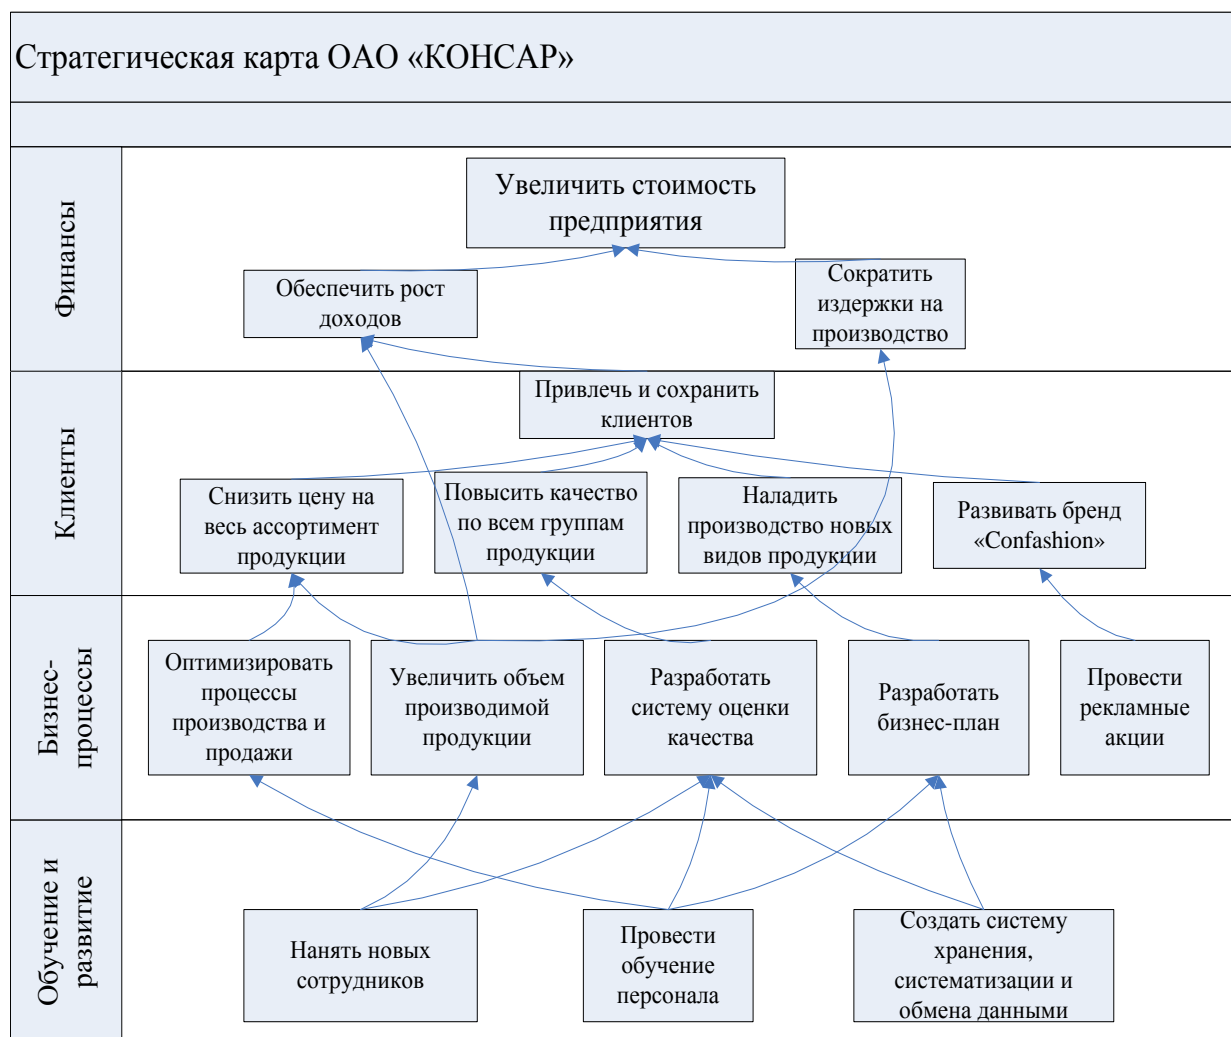 Стратегическая карта ОАО «КОНСАР»
Финансы
Увеличить стоимость
предприятия
Обеспечить рост
доходов
Сократить
издержки на
производство
Клиенты
Привлечь и сохранить
клиентов
Снизить цену на
весь ассортимент
продукции
Повысить качество
по всем группам
продукции
Наладить
производство новых
видов продукции
Развивать бренд
«Confashion»
Бизнес-
процессы
Оптимизировать
процессы
производства и
продажи
Увеличить объем
производимой
продукции
Разработать
систему оценки
качества
Разработать
бизнес-план
Провести
рекламные
акции
Обучение и
развитие
Нанять новых
сотрудников
Провести
обучение
персонала
Создать систему
хранения,
систематизации и
обмена данными